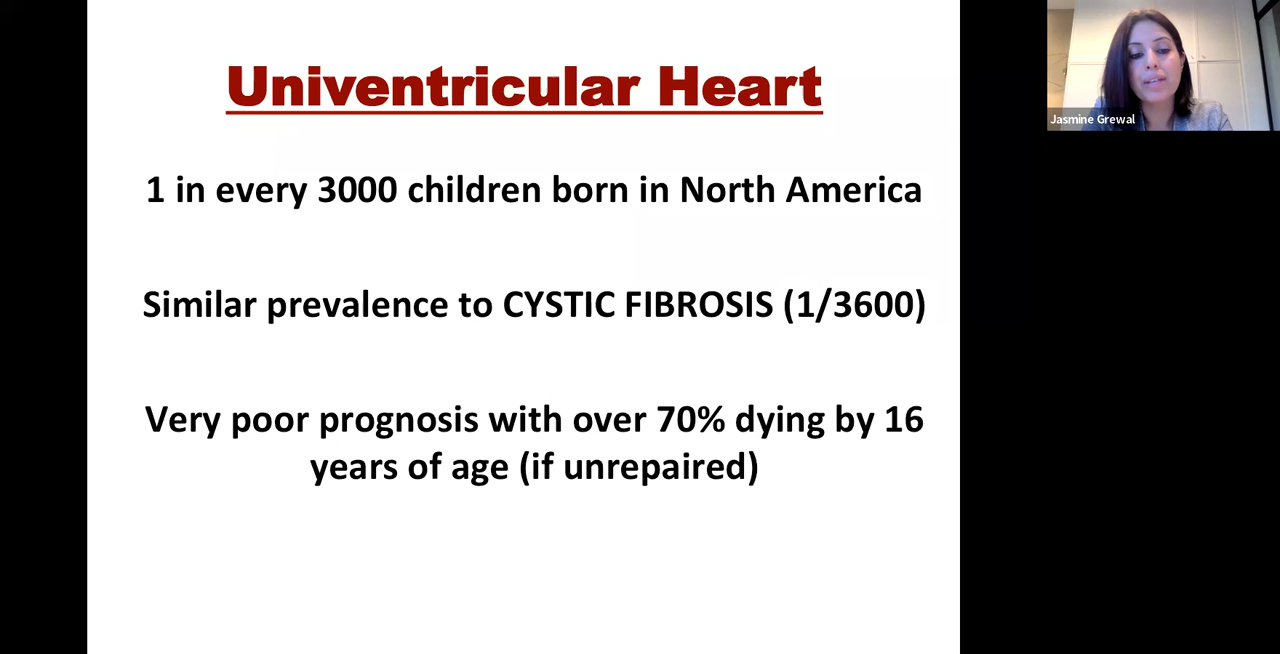 Univentricular Heart
1 in every 3000 children born in North America
Similar prevalence to CYSTIC FIBROSIS (1/3600)
Very poor prognosis with over 70% dying by 16
years of age (if unrepaired)
Jasmine Grewal